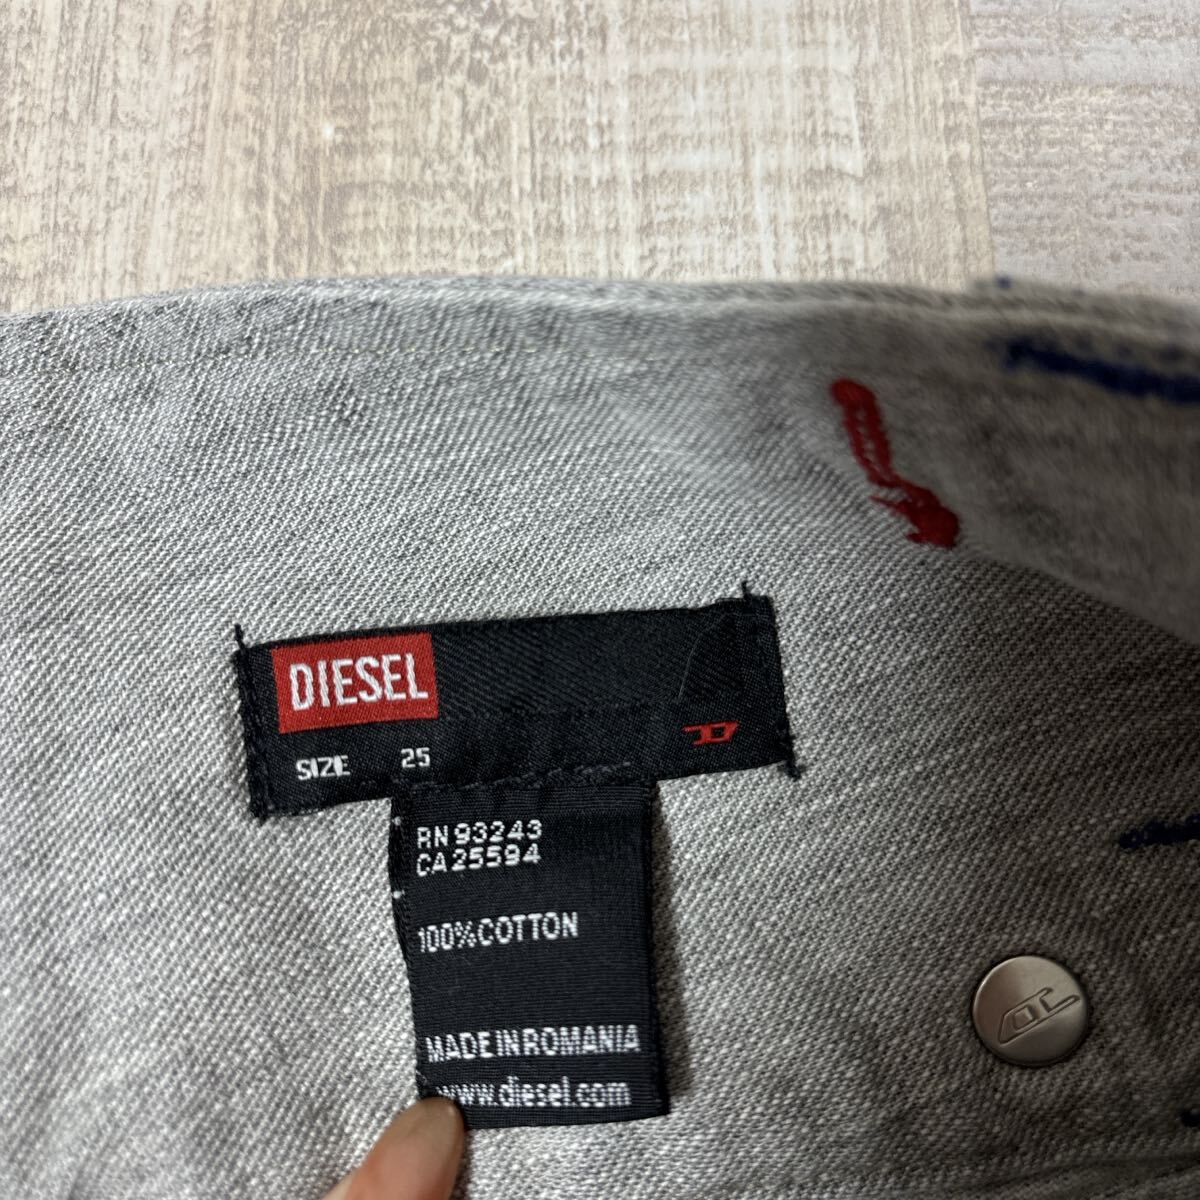 DIESEL
SIZE 25
RN 93243
CA 25594
100% COTTON
MADE IN ROMANIA
www.diesel.com